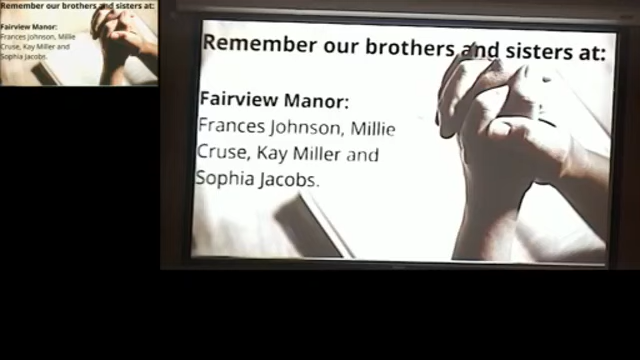 Remember our brothers and sisters at:
Fairview Manor:
Frances Johnson, Millie
Cruse, Kay Miller and
Sophia Jacobs.
Remember our brothers and sisters at:
Fairview Manor:
Frances Johnson, Millie
Cruse, Kay Miller and
Sophia Jacobs.